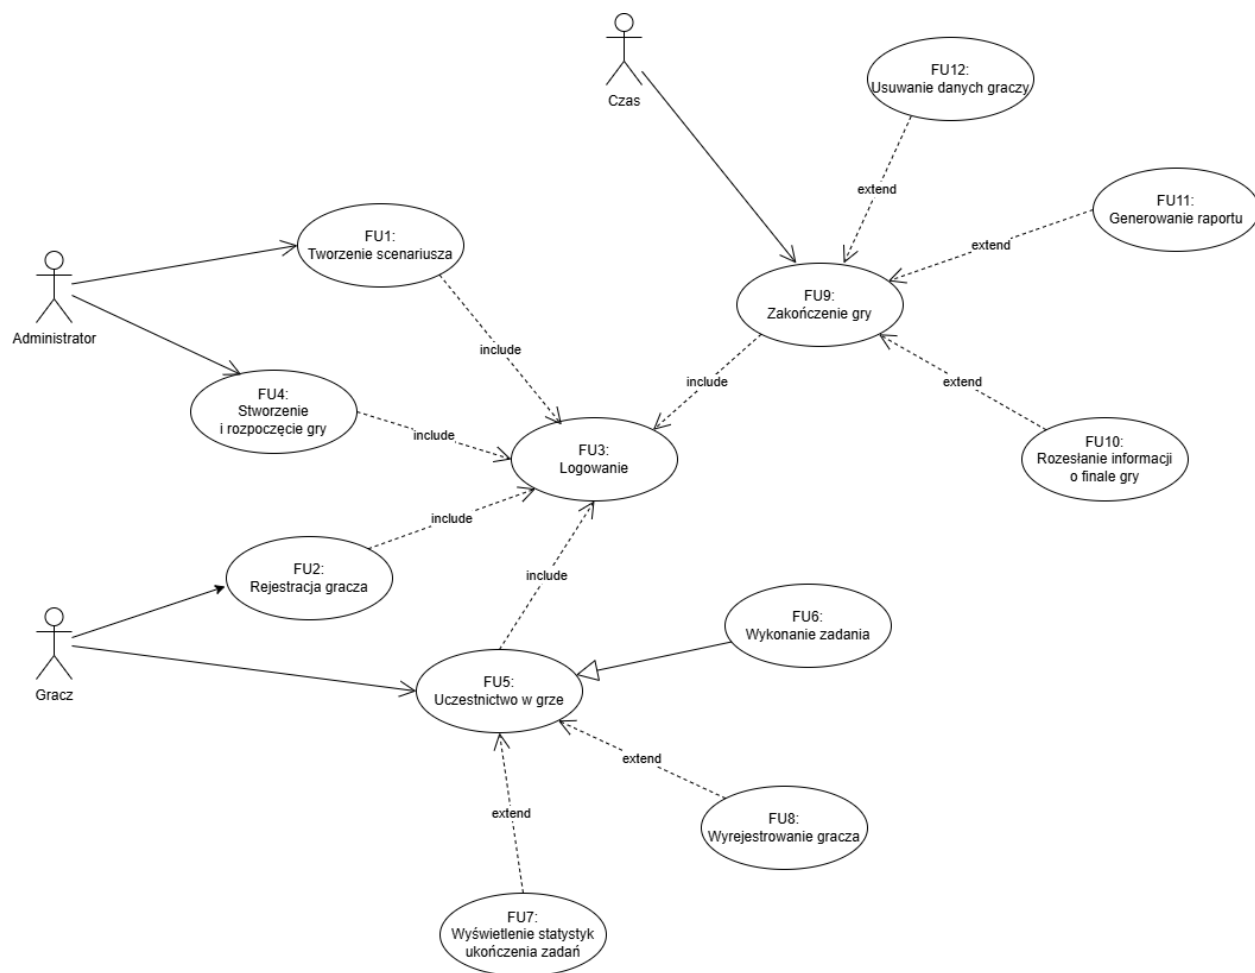 Czas
FU12:
Usuwanie danych graczy
extend
FU11:
Generowanie raportu
extend
FU1:
Tworzenie scenariusza
Administrator
FU9:
Zakończenie gry
include
include
extend
FU4:
Stworzenie
i rozpoczęcie gry
include
FU3:
Logowanie
FU10:
Rozesłanie informacji
o finale gry
include
FU2:
Rejestracja gracza
include
FU6:
Wykonanie zadania
Gracz
FU5:
Uczestnictwo w grze
extend
extend
FU8:
Wyrejestrowanie gracza
FU7:
Wyświetlenie statystyk
ukończenia zadań